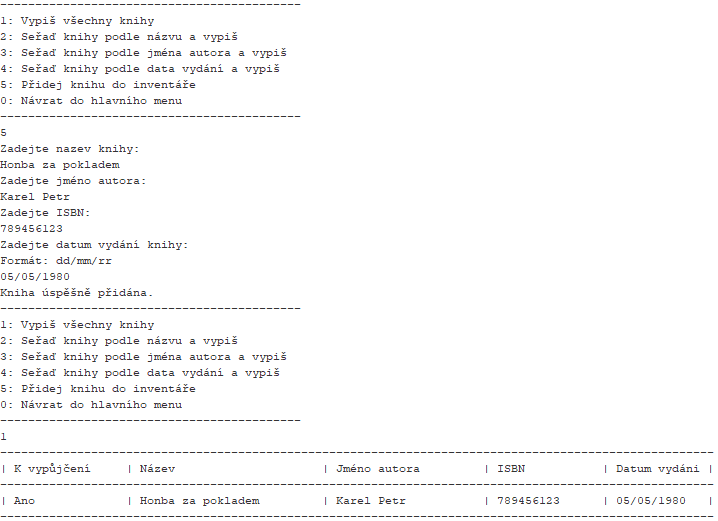 -------------------------------------------
1: Vypiš všechny knihy
2: Seřaď knihy podle názvu a vypiš
3: Seřaď knihy podle jména autora a vypiš
4: Seřaď knihy podle data vydání a vypiš
5: Přidej knihu do inventáře
0: Návrat do hlavního menu
-------------------------------------------
5
Zadejte nazev knihy:
Honba za pokladem
Zadejte jméno autora:
Karel Petr
Zadejte ISBN:
789456123
Zadejte datum vydání knihy:
Formát: dd/mm/rr
05/05/1980
Kniha úspěšně přidána.
-------------------------------------------
1: Vypiš všechny knihy
2: Seřaď knihy podle názvu a vypiš
3: Seřaď knihy podle jména autora a vypiš
4: Seřaď knihy podle data vydání a vypiš
5: Přidej knihu do inventáře
0: Návrat do hlavního menu
-------------------------------------------
1
------------------------------------------------------------------------------------------------------
| K vypůjčení     | Název                     | Jméno autora         | ISBN           | Datum vydání |
------------------------------------------------------------------------------------------------------
| Ano             | Honba za pokladem         | Karel Petr           | 789456123      | 05/05/1980   |
------------------------------------------------------------------------------------------------------